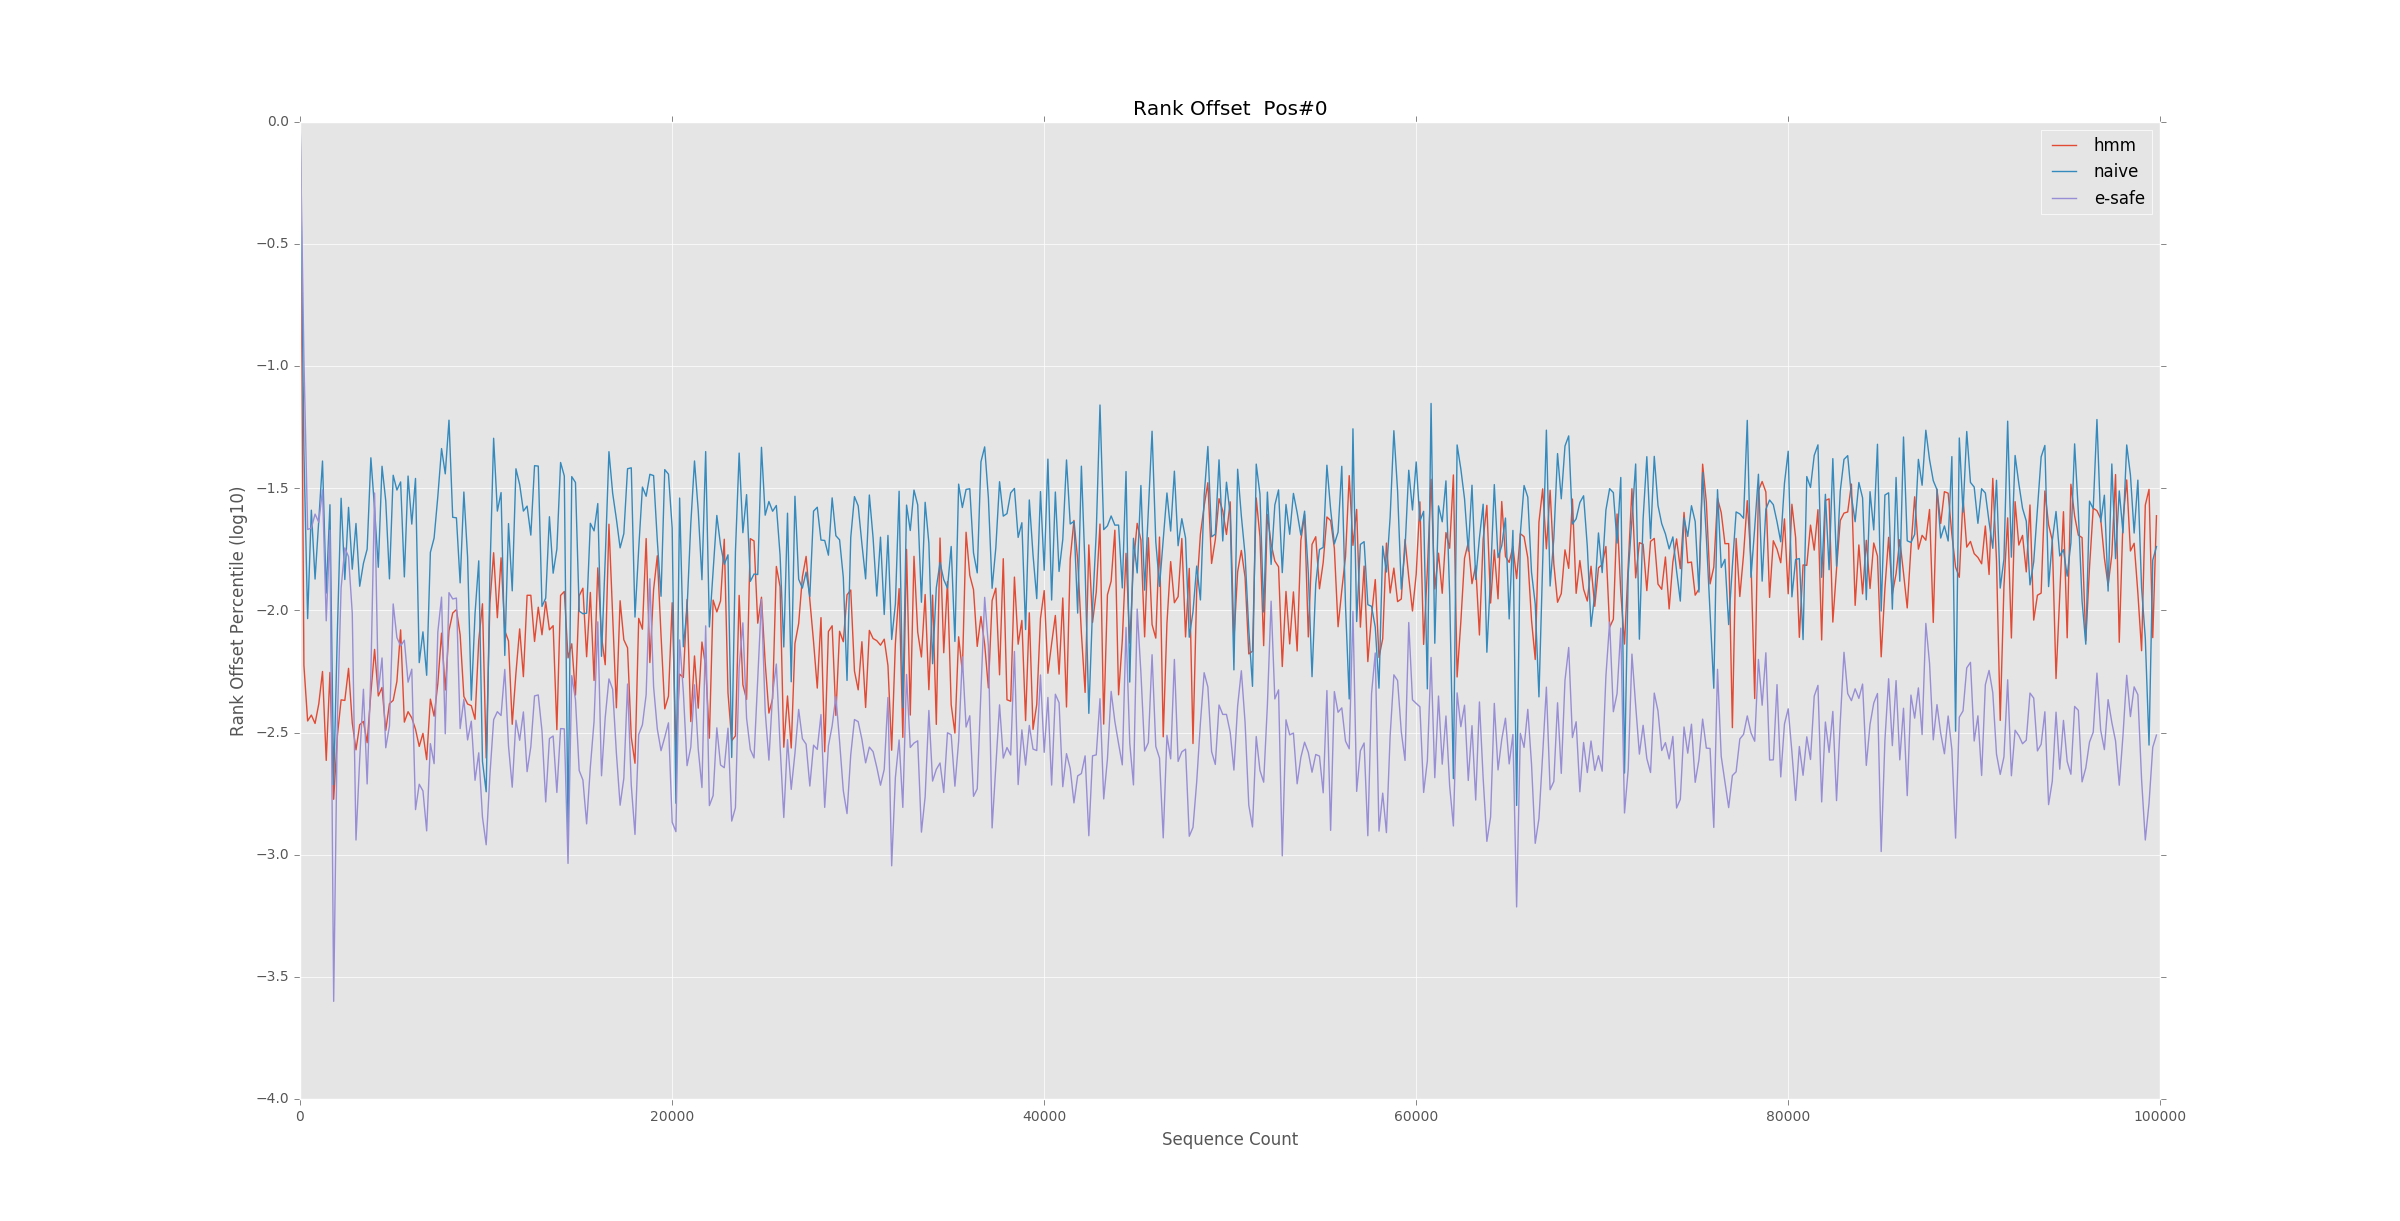 Rank Offset  Pos#0
hmm
naive
e-safe
Rank Offset Percentile (log10)
0.0
−0.5
−1.0
−1.5
−2.0
−2.5
−3.0
−3.5
−4.0
0 20000 40000 60000 80000 100000
Sequence Count